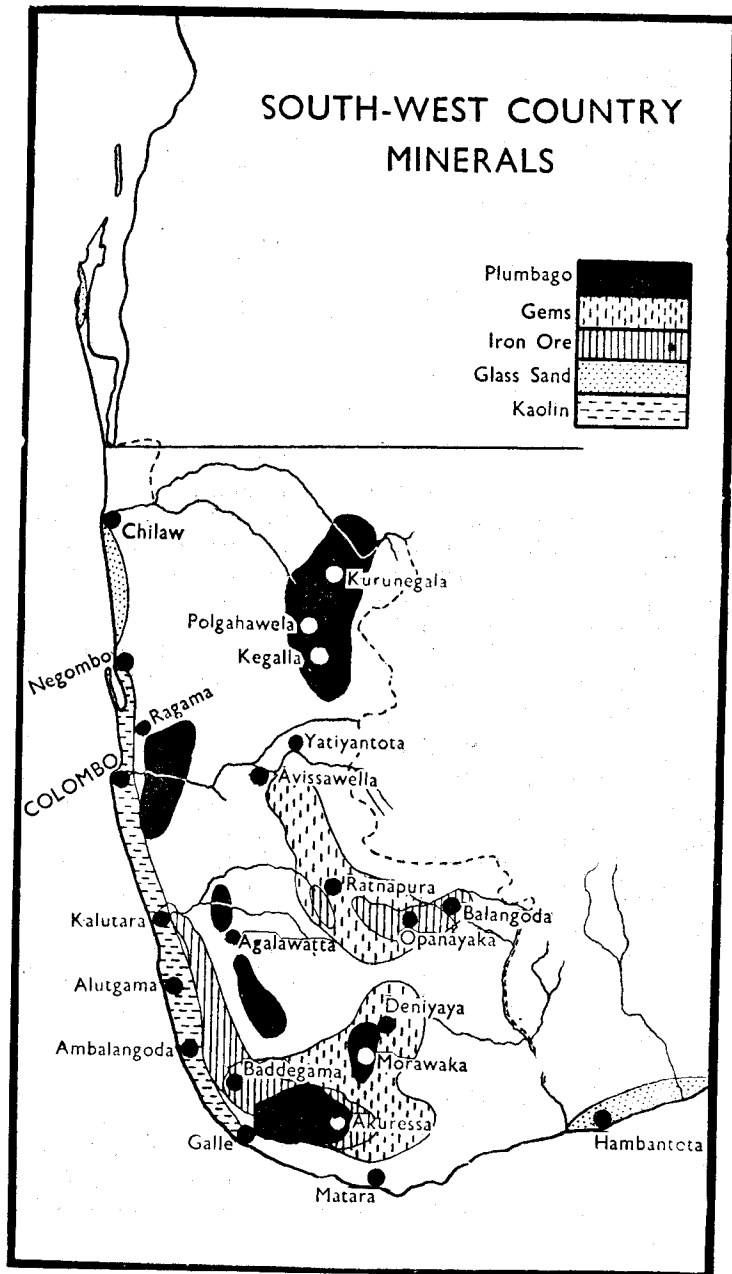 SOUTH-WEST COUNTRY
MINERALS
Plumbago
Gems
Iron Ore
Glass Sand
Kaolin
Chilaw
Kurunegala
Polgahawela
Kegalla
Negombo
Ragama
Yatiyantota
COLOMBO
Avissawella
Ratnapura
Balangoda
Kalutara
Opanayaka
Agalawatta
Alutgama
Deniyaya
Ambalangoda
Morawaka
Baddegama
Akuressa
Galle
Hambantota
Matara